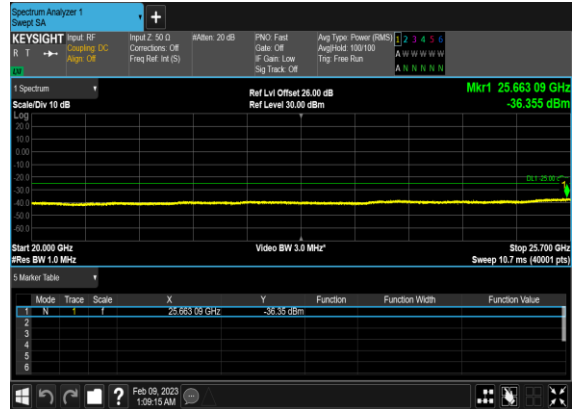 Spectrum Analyzer 1
Swept SA
+
KEYSIGHT
R T
Input: RF
Coupling: DC
Align: Off
Input Z: 50 Ω
Corrections: Off
Freq Ref: Int (S)
#Atten: 20 dB
PNO: Fast
Gate: Off
IF Gain: Low
Sig Track: Off
Avg Type: Power (RMS)
Avg|Hold: 100/100
Trig: Free Run
1 2 3 4 5 6
A W W W W W
A N N N N N
1 Spectrum
Scale/Div 10 dB
Ref Lvl Offset 26.00 dB
Ref Level 30.00 dBm
Mkr1 25.663 09 GHz
-36.355 dBm
Log
20.0
10.0
0.00
-10.0
-20.0
-30.0
-40.0
-50.0
-60.0
1
Start 20.000 GHz
#Res BW 1.0 MHz
Video BW 3.0 MHz*
Stop 25.700 GHz
Sweep 10.7 ms (40001 pts)
5 Marker Table
Mode Trace Scale X Y Function Function Width Function Value
1 N 1 f 25.663 09 GHz -36.35 dBm
2
3
4
5
6
?
Feb 09, 2023
1:09:15 AM